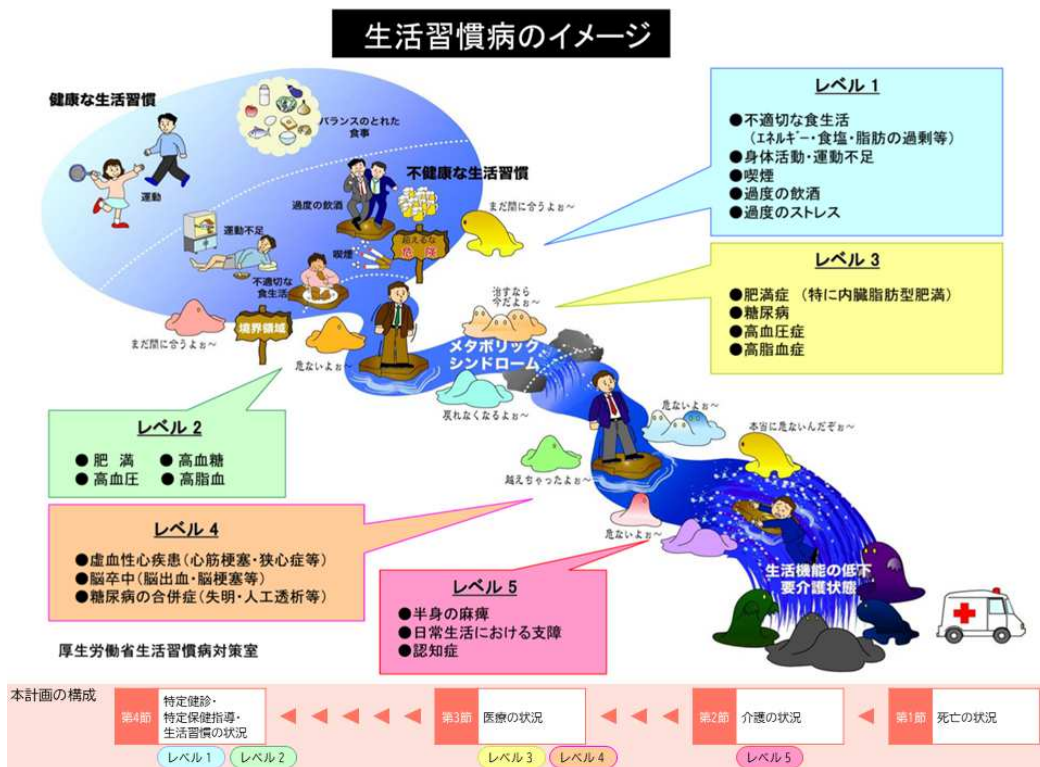 生活習慣病のイメージ
健康な生活習慣
バランスのとれた
食事
運動
不健康な生活習慣
過度の飲酒
まだ間に合うよぉ～
超えるな
危険
運動不足
喫煙
不適切な
食生活
境界領域
まだ間に合うよぉ～
危ないよぉ～
治すなら
今だよぉ～
メタボリック
シンドローム
戻れなくなるよぉ～
危ないよぉ～
本当に危ないんだぞぉ～
越えちゃったよぉ～
危ないよぉ～
生活機能の低下
要介護状態
レベル 1
●不適切な食生活
（エネルギー・食塩・脂肪の過剰等）
●身体活動・運動不足
●喫煙
●過度の飲酒
●過度のストレス
レベル 3
●肥満症 （特に内臓脂肪型肥満）
●糖尿病
●高血圧症
●高脂血症
レベル 2
● 肥 満 ● 高血糖
● 高血圧 ● 高脂血
レベル 4
●虚血性心疾患（心筋梗塞・狭心症等）
●脳卒中（脳出血・脳梗塞等）
●糖尿病の合併症（失明・人工透析等）
レベル 5
●半身の麻痺
●日常生活における支障
●認知症
厚生労働省生活習慣病対策室
本計画の構成
第4節 特定健診・
特定保健指導・
生活習慣の状況
第3節 医療の状況
第2節 介護の状況
第1節 死亡の状況
レベル 1 レベル 2 レベル 3 レベル 4 レベル 5